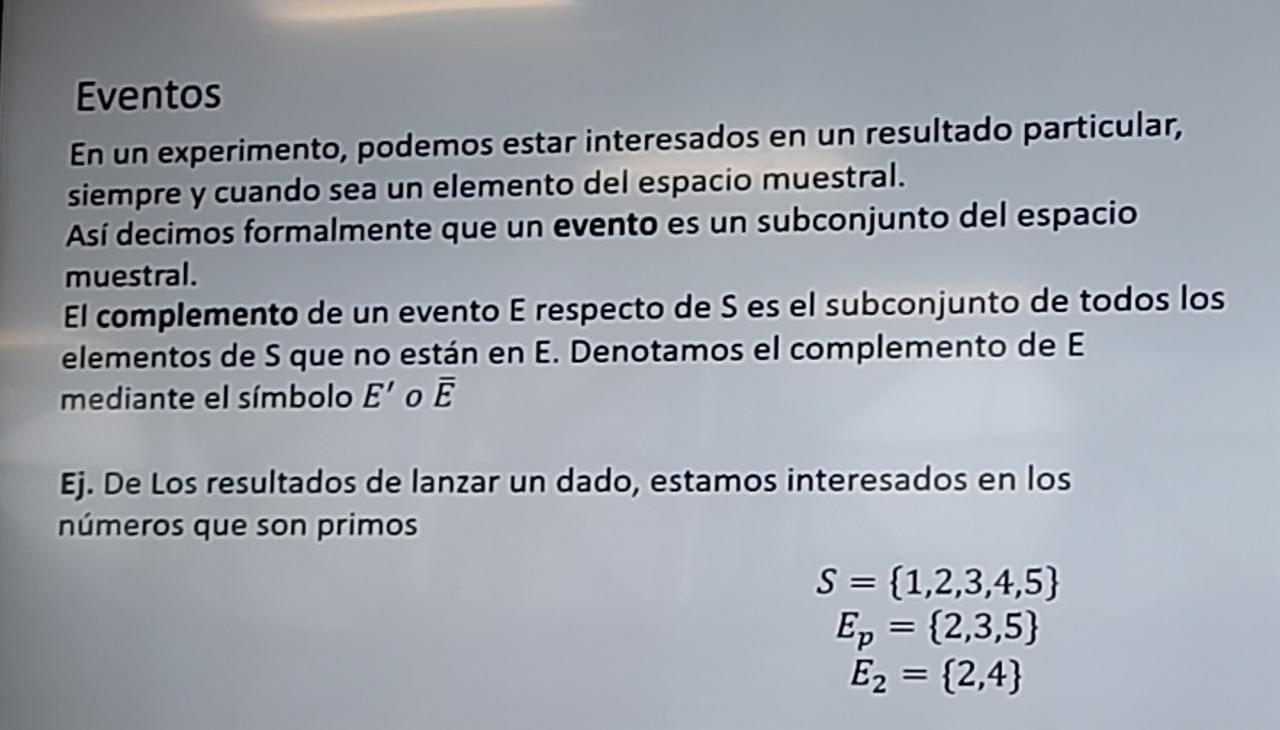 Eventos
En un experimento, podemos estar interesados en un resultado particular,
siempre y cuando sea un elemento del espacio muestral.
Así decimos formalmente que un evento es un subconjunto del espacio
muestral.
El complemento de un evento E respecto de S es el subconjunto de todos los
elementos de S que no están en E. Denotamos el complemento de E
mediante el símbolo E′ o E̅
Ej. De Los resultados de lanzar un dado, estamos interesados en los
números que son primos
S = {1,2,3,4,5}
Eₚ = {2,3,5}
E₂ = {2,4}